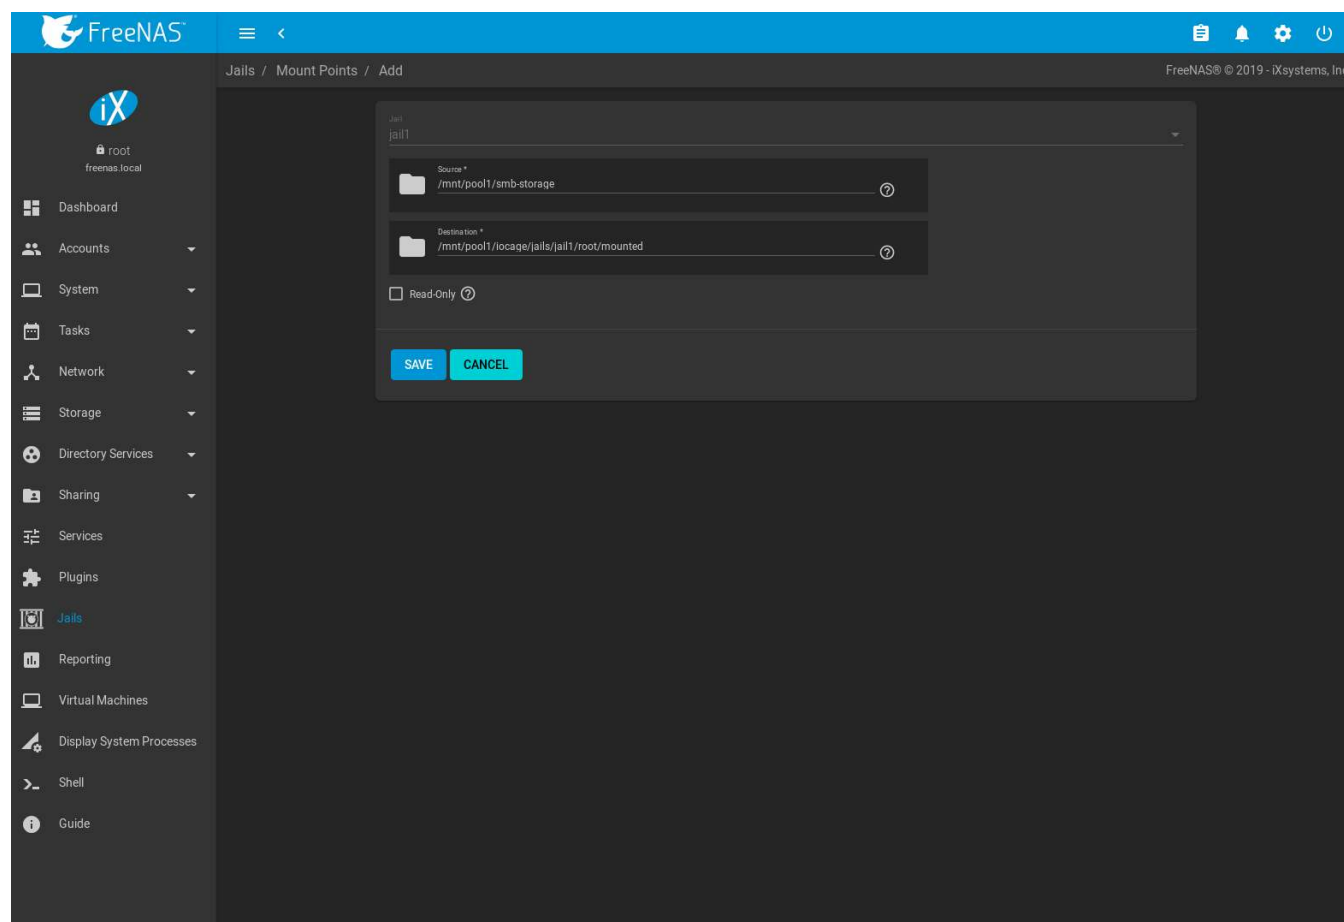 FreeNAS™
Jails / Mount Points / Add
FreeNAS® © 2019 - iXsystems, Inc
iX
root
freenas.local
Dashboard
Accounts
System
Tasks
Network
Storage
Directory Services
Sharing
Services
Plugins
Jails
Reporting
Virtual Machines
Display System Processes
Shell
Guide
Jail
jail1
Source *
/mnt/pool1/smb-storage
Destination *
/mnt/pool1/iocage/jails/jail1/root/mounted
Read-Only
SAVE CANCEL